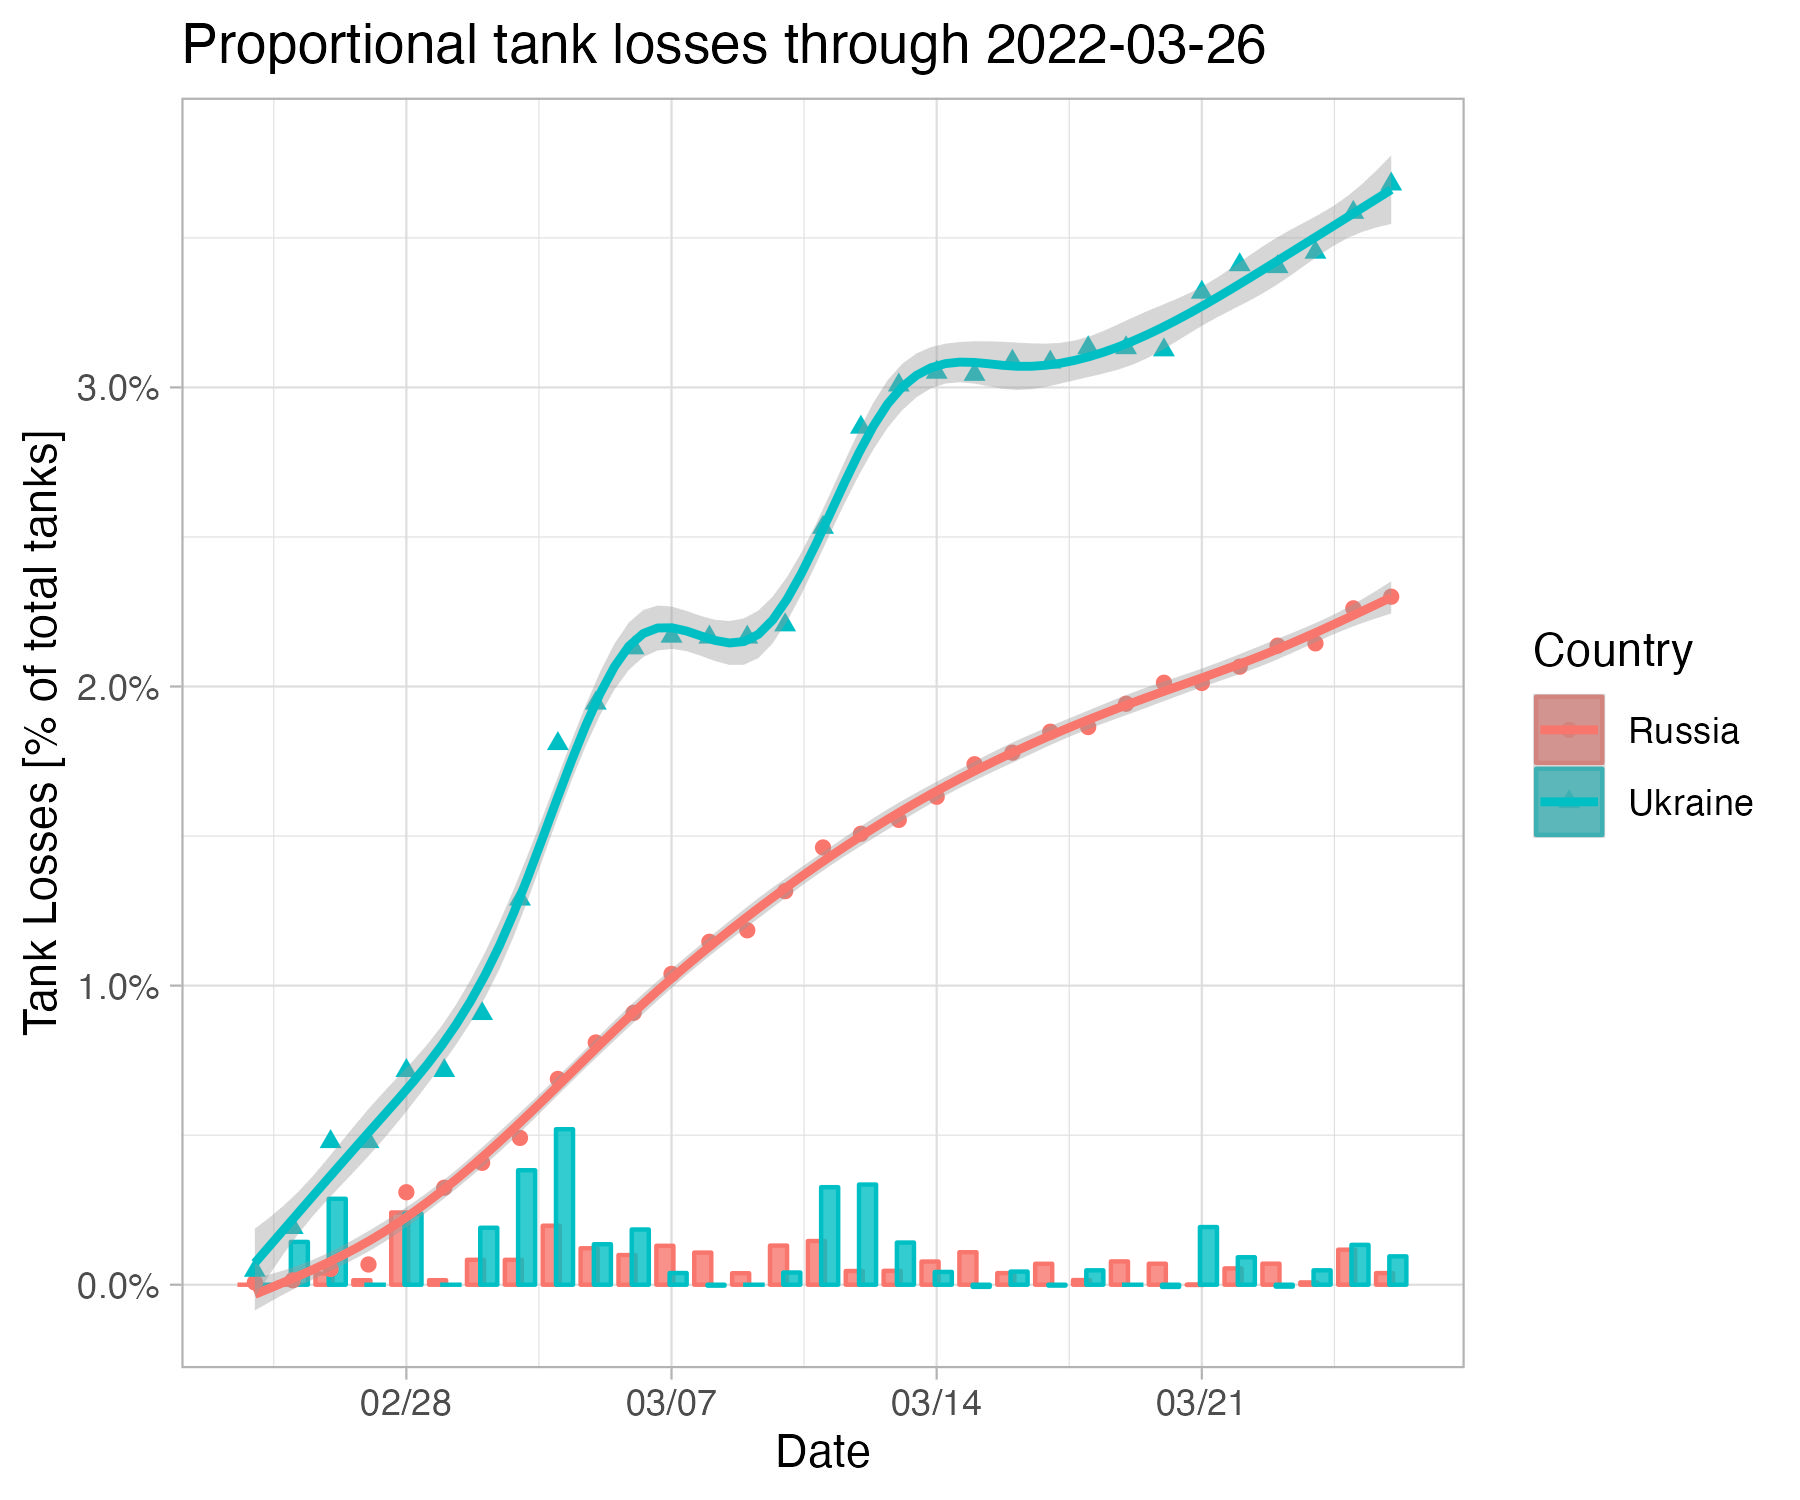 Proportional tank losses through 2022-03-26
Tank Losses [% of total tanks]
3.0%
2.0%
1.0%
0.0%
02/28
03/07
03/14
03/21
Date
Country
Russia
Ukraine